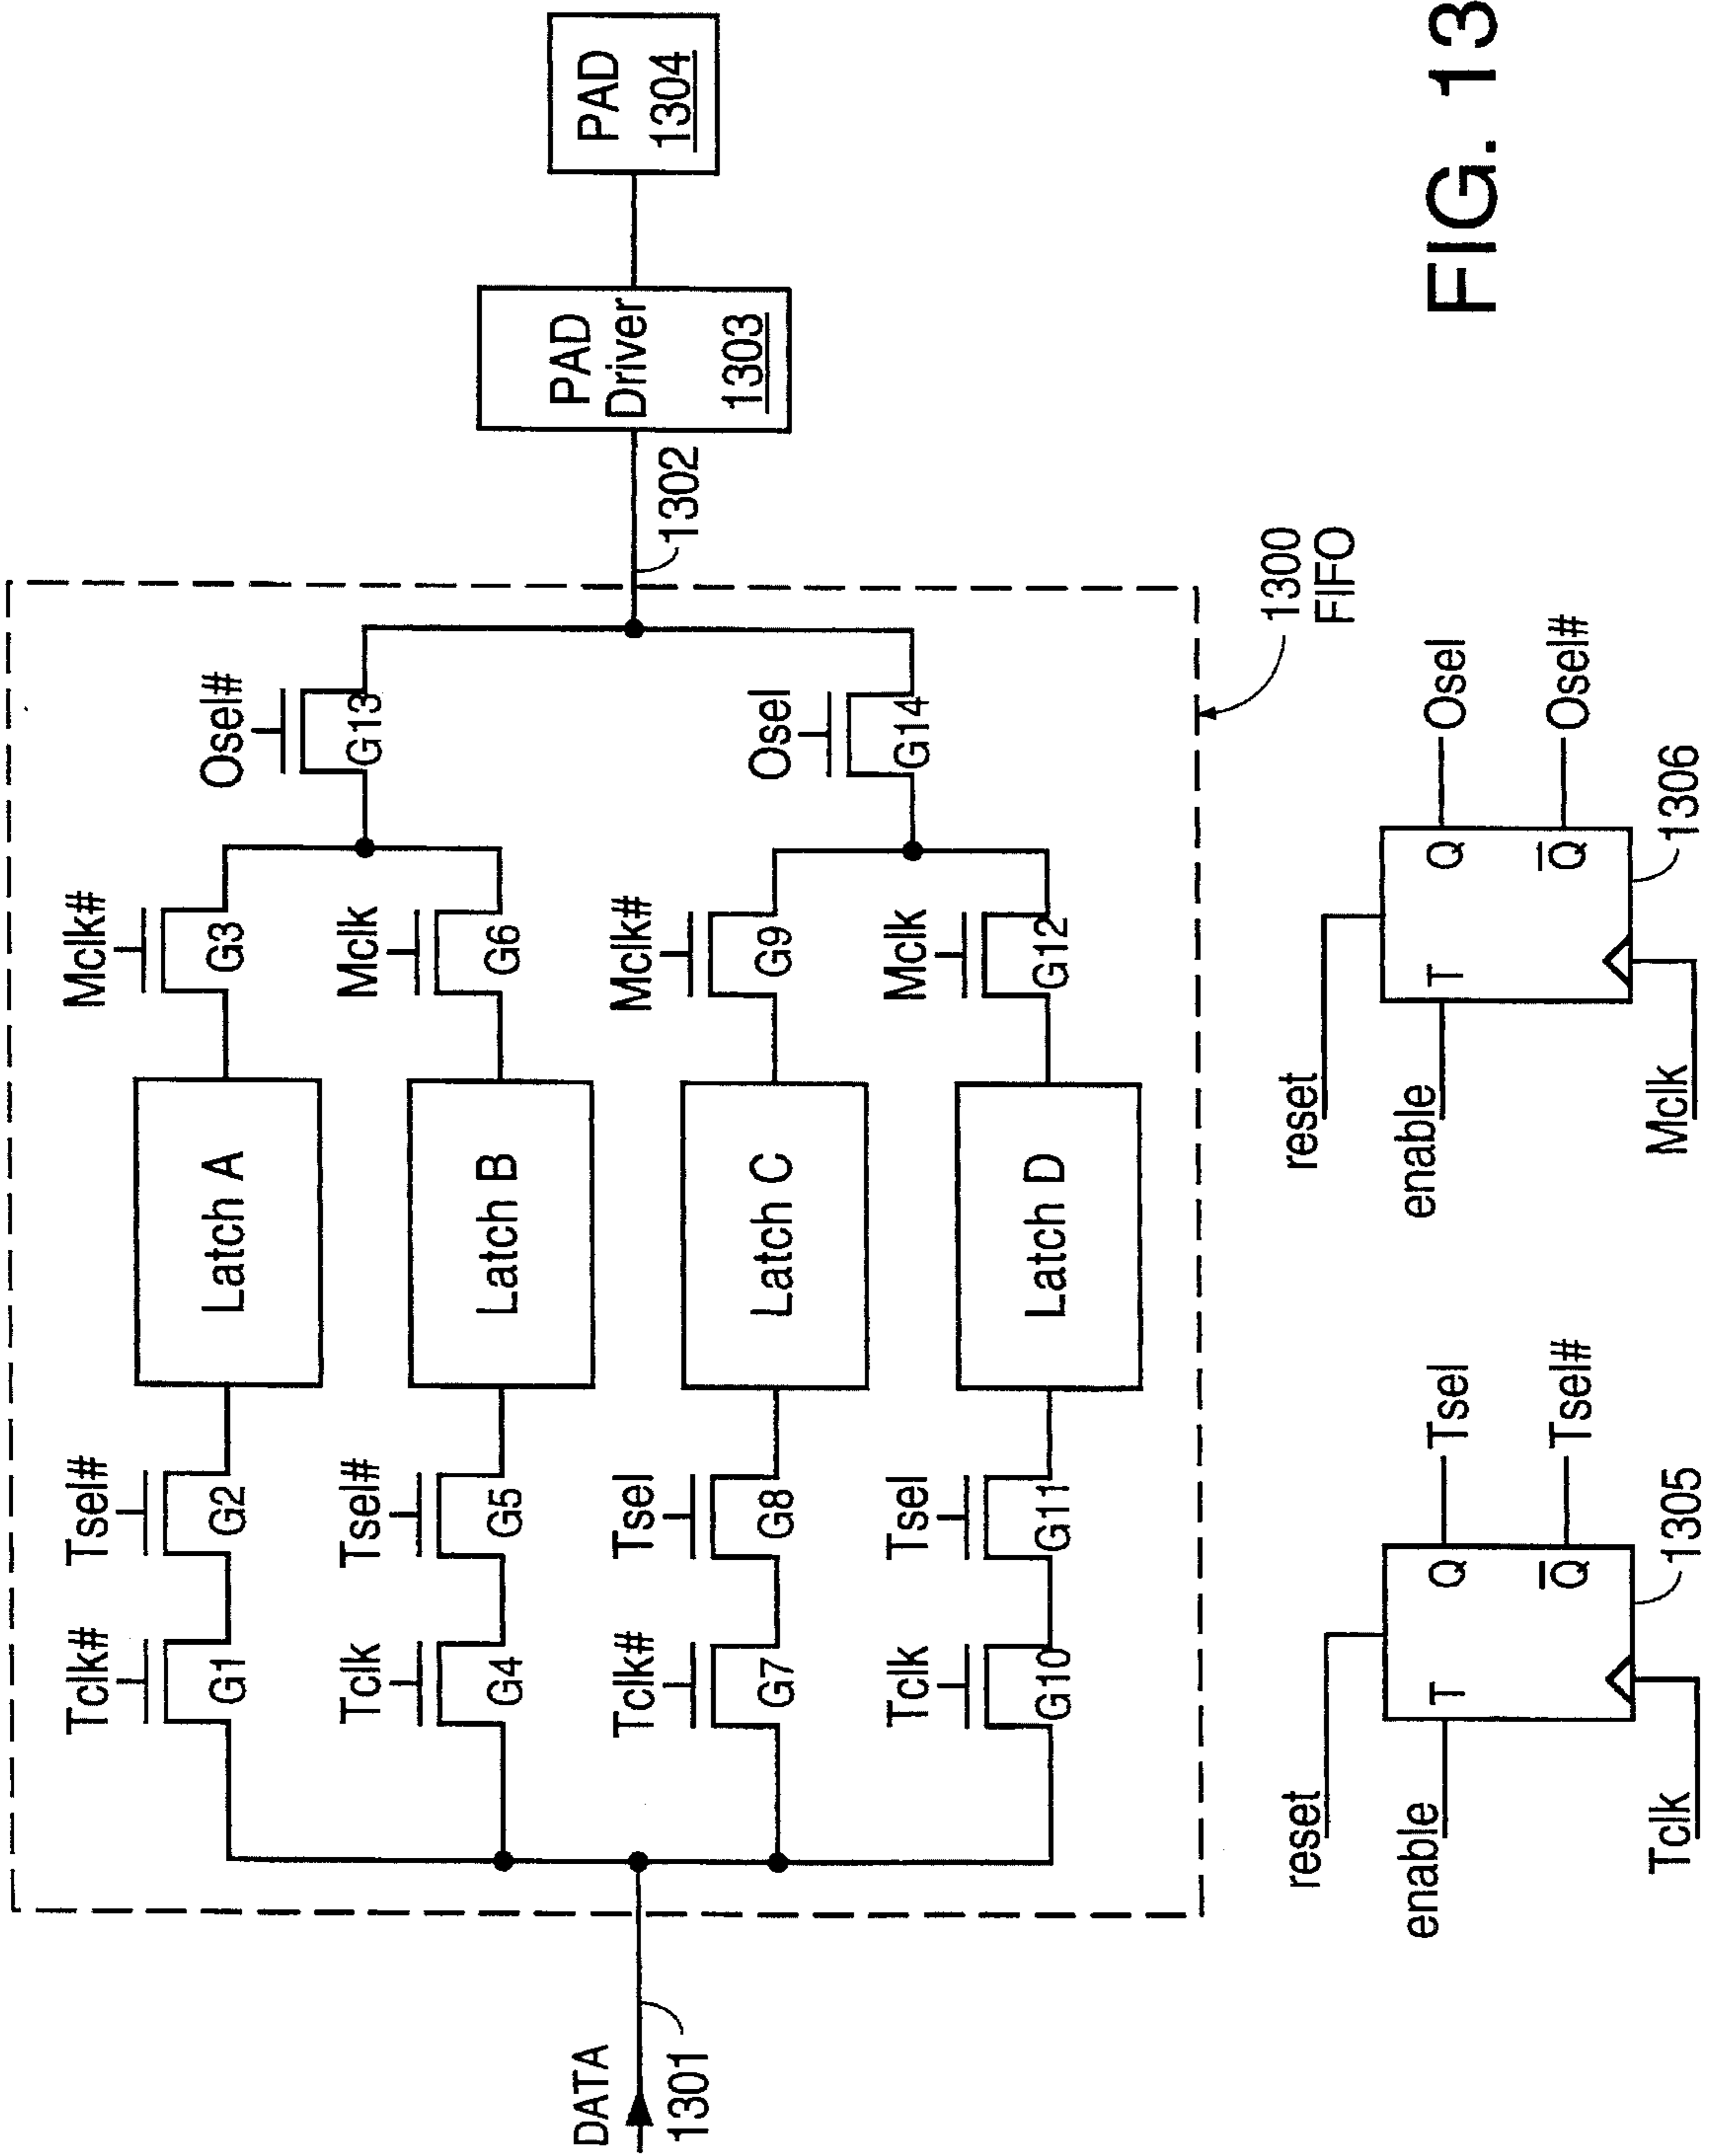 DATA
1301
Tclk#
G1
Tsel#
G2
Latch A
Mclk#
G3
Tclk
G4
Tsel#
G5
Latch B
Mclk
G6
Osel#
G13
Tclk#
G7
Tsel
G8
Latch C
Mclk#
G9
Tclk
G10
Tsel
G11
Latch D
Mclk
G12
Osel
G14
1302
PAD
Driver
1303
PAD
1304
1300
FIFO
reset
enable
Tclk
T
Q
Q̅
Tsel
Tsel#
1305
reset
enable
Mclk
T
Q
Q̅
Osel
Osel#
1306
FIG. 13